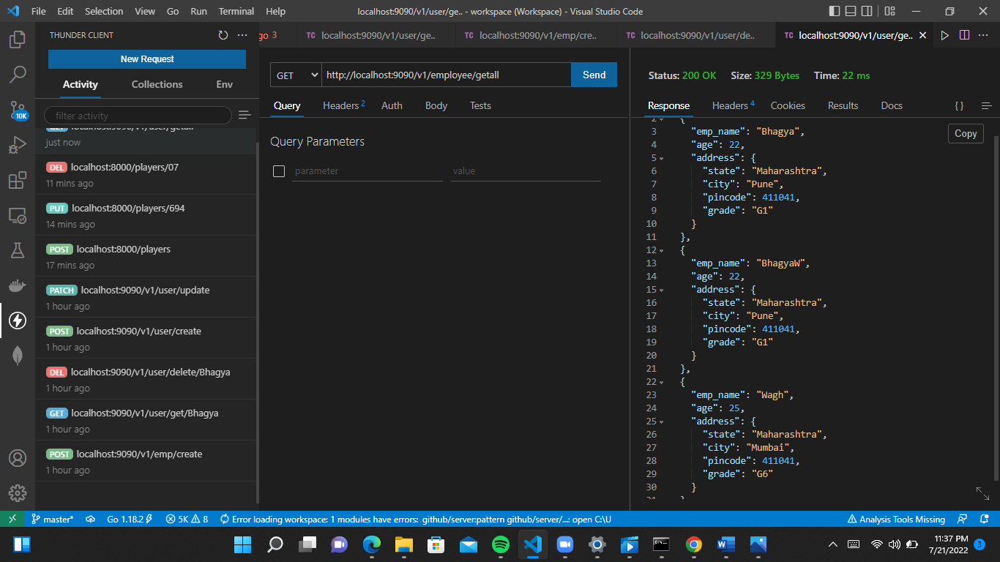 File Edit Selection View Go Run Terminal Help
localhost:9090/v1/user/ge.. - workspace (Workspace) - Visual Studio Code
THUNDER CLIENT
New Request
Activity Collections Env
filter activity
localhost:9090/v1/user/getall
just now
DEL localhost:8000/players/07
11 mins ago
PUT localhost:8000/players/694
14 mins ago
POST localhost:8000/players
17 mins ago
PATCH localhost:9090/v1/user/update
1 hour ago
POST localhost:9090/v1/user/create
1 hour ago
DEL localhost:9090/v1/user/delete/Bhagya
1 hour ago
GET localhost:9090/v1/user/get/Bhagya
1 hour ago
POST localhost:9090/v1/emp/create
1 hour ago
10K
go 3
TC localhost:9090/v1/user/ge..
TC localhost:9090/v1/emp/cre..
TC localhost:9090/v1/user/de..
TC localhost:9090/v1/user/ge..
GET http://localhost:9090/v1/employee/getall Send
Query Headers 2 Auth Body Tests
Query Parameters
parameter value
Status: 200 OK Size: 329 Bytes Time: 22 ms
Response Headers 4 Cookies Results Docs { }
Copy
2 {
3 "emp_name": "Bhagya",
4 "age": 22,
5 "address": {
6 "state": "Maharashtra",
7 "city": "Pune",
8 "pincode": 411041,
9 "grade": "G1"
10 }
11 },
12 {
13 "emp_name": "BhagyaW",
14 "age": 22,
15 "address": {
16 "state": "Maharashtra",
17 "city": "Pune",
18 "pincode": 411041,
19 "grade": "G1"
20 }
21 },
22 {
23 "emp_name": "Wagh",
24 "age": 25,
25 "address": {
26 "state": "Maharashtra",
27 "city": "Mumbai",
28 "pincode": 411041,
29 "grade": "G6"
30 }
master* Go 1.18.2 5K 8 Error loading workspace: 1 modules have errors: github/server:pattern github/server/...: open C:\U Analysis Tools Missing
11:37 PM
7/21/2022 3